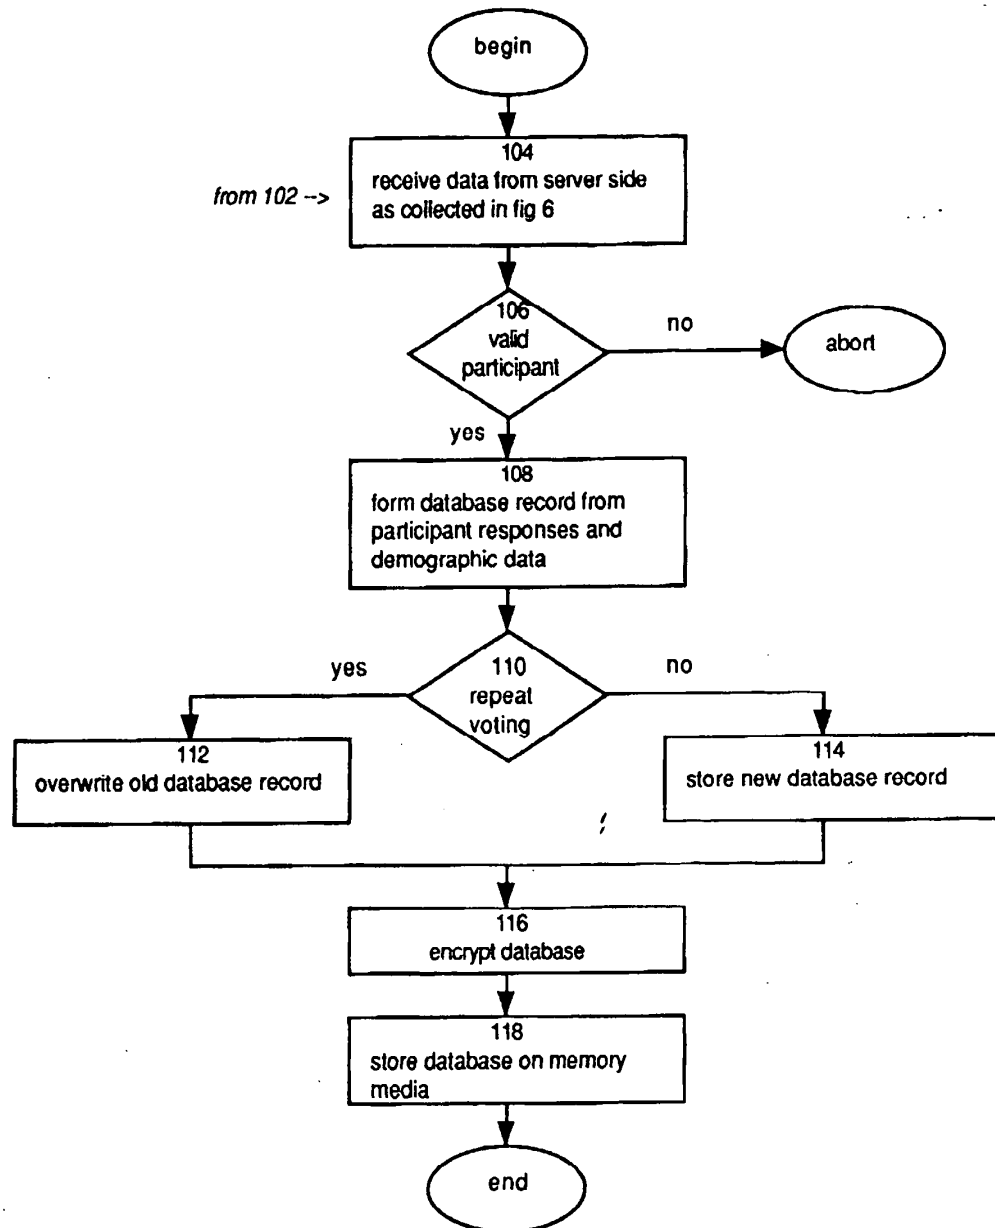 begin
104
receive data from server side
as collected in fig 6
from 102 -->
106
valid
participant
no
abort
yes
108
form database record from
participant responses and
demographic data
yes
110
repeat
voting
no
112
overwrite old database record
114
store new database record
116
encrypt database
118
store database on memory
media
end